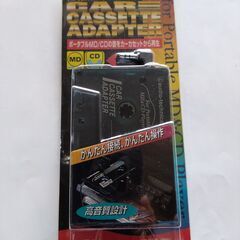 CAR
CASSETTE
ADAPTER
for Portable MD/CD Player
ポータブルMD/CDの音をカーカセットから再生
MD
CD
audio-technica
CAR
CASSETTE
ADAPTER
かんたん接続、かんたん操作
高音質設計